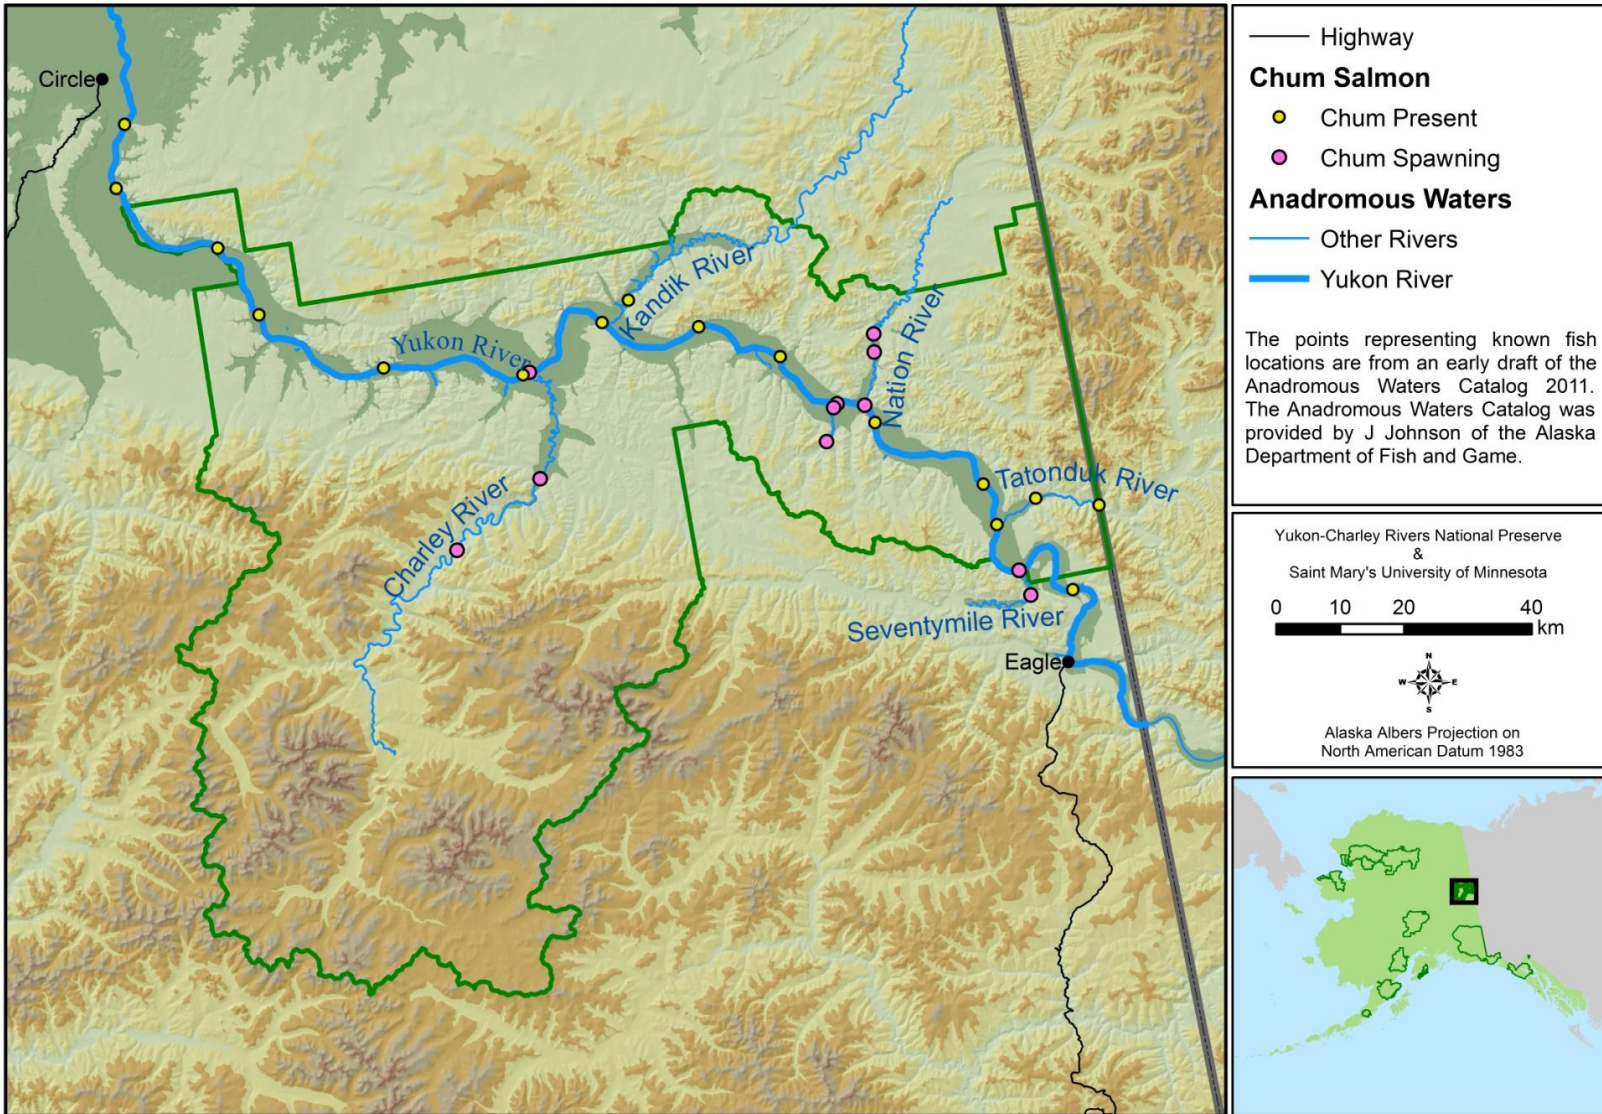 Circle
Kandik River
Yukon River
Nation River
Charley River
Tatonduk River
Seventymile River
Eagle
Highway
Chum Salmon
Chum Present
Chum Spawning
Anadromous Waters
Other Rivers
Yukon River
The points representing known fish
locations are from an early draft of the
Anadromous Waters Catalog 2011.
The Anadromous Waters Catalog was
provided by J Johnson of the Alaska
Department of Fish and Game.
Yukon-Charley Rivers National Preserve
&
Saint Mary's University of Minnesota
0 10 20 40
km
N
W E
S
Alaska Albers Projection on
North American Datum 1983